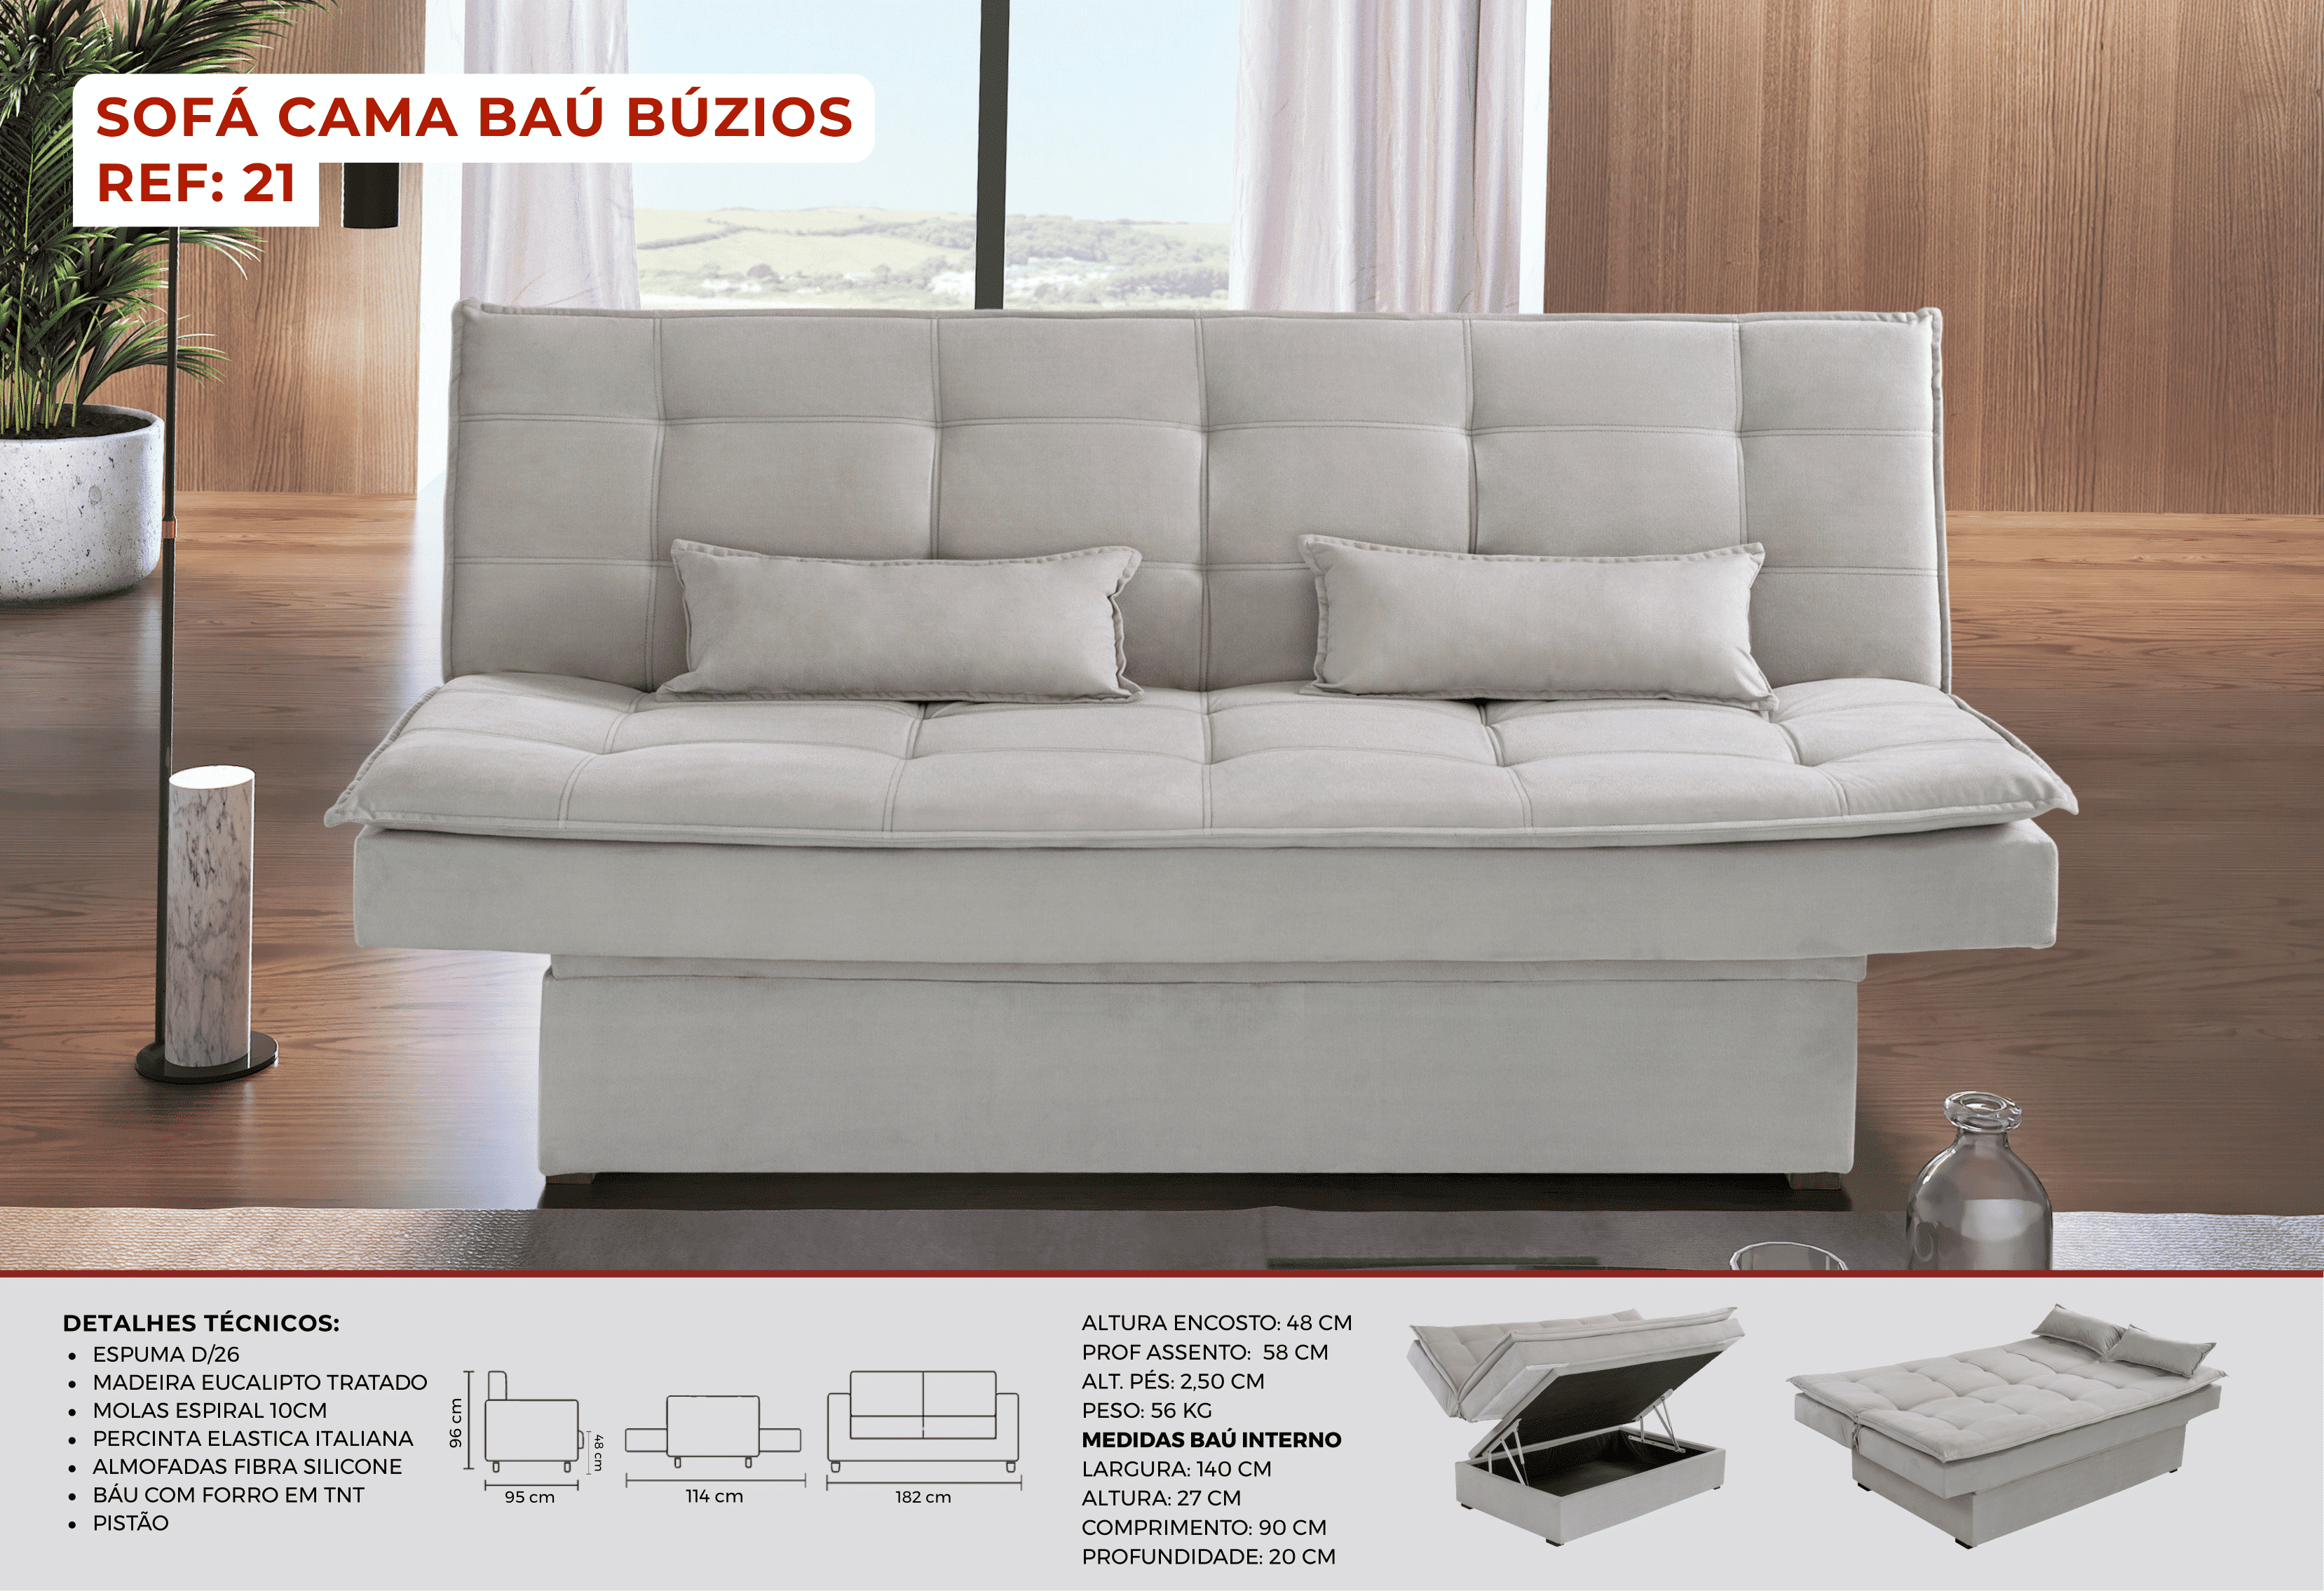 SOFÁ CAMA BAÚ BÚZIOS
REF: 21
DETALHES TÉCNICOS:
• ESPUMA D/26
• MADEIRA EUCALIPTO TRATADO
• MOLAS ESPIRAL 10CM
• PERCINTA ELASTICA ITALIANA
• ALMOFADAS FIBRA SILICONE
• BÁU COM FORRO EM TNT
• PISTÃO
96 cm
48 cm
95 cm
114 cm
182 cm
ALTURA ENCOSTO: 48 CM
PROF ASSENTO: 58 CM
ALT. PÉS: 2,50 CM
PESO: 56 KG
MEDIDAS BAÚ INTERNO
LARGURA: 140 CM
ALTURA: 27 CM
COMPRIMENTO: 90 CM
PROFUNDIDADE: 20 CM